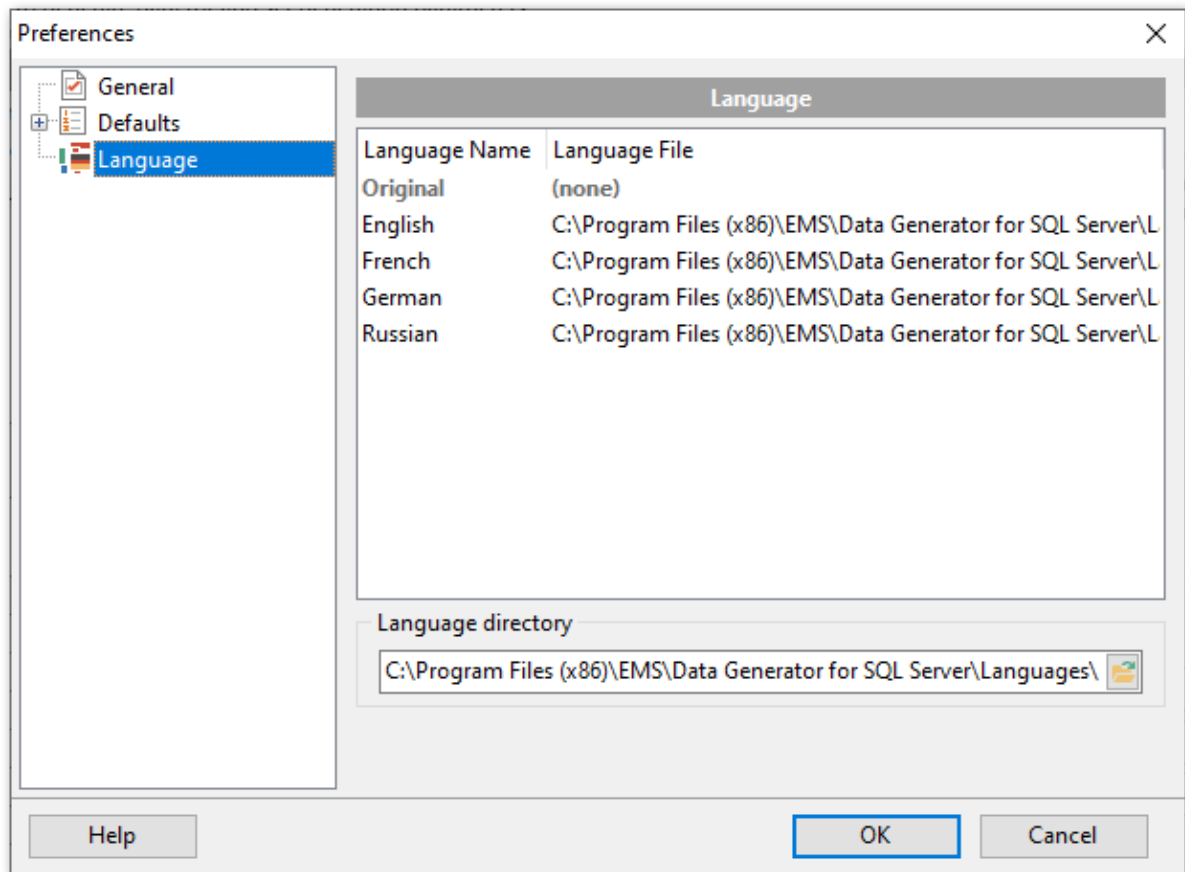 Preferences
General
Defaults
Language
Language
Language Name Language File
Original (none)
English C:\Program Files (x86)\EMS\Data Generator for SQL Server\L
French C:\Program Files (x86)\EMS\Data Generator for SQL Server\L
German C:\Program Files (x86)\EMS\Data Generator for SQL Server\L
Russian C:\Program Files (x86)\EMS\Data Generator for SQL Server\L
Language directory
C:\Program Files (x86)\EMS\Data Generator for SQL Server\Languages\
Help OK Cancel